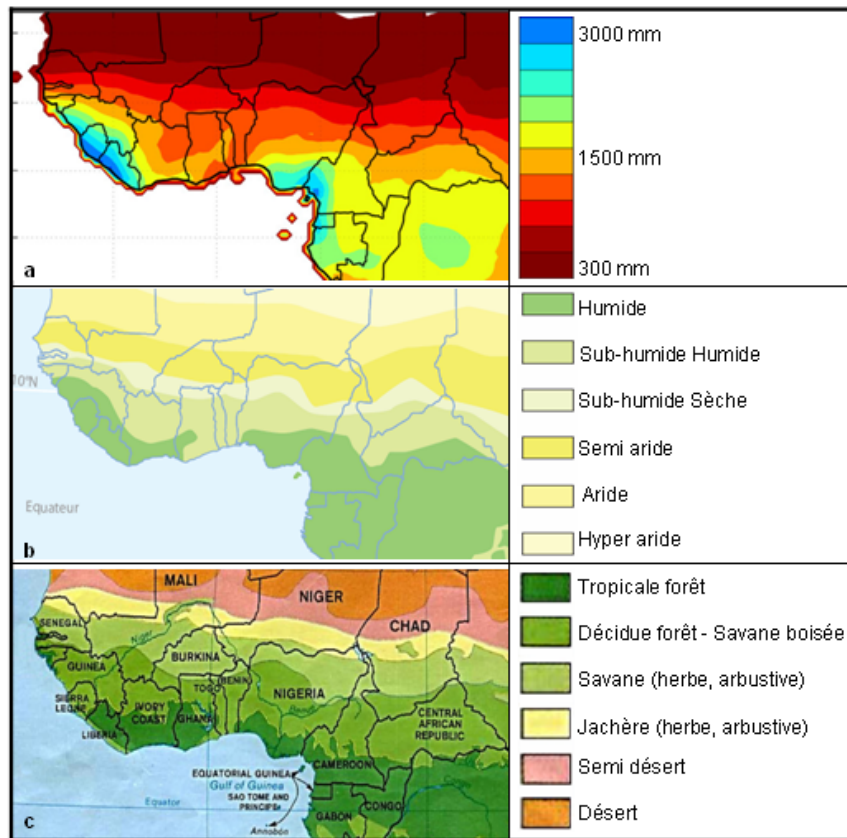 3000 mm
1500 mm
300 mm
a
Humide
Sub-humide Humide
Sub-humide Sèche
Semi aride
Aride
Hyper aride
10°N
Equateur
b
Tropicale forêt
Décidue forêt - Savane boisée
Savane (herbe, arbustive)
Jachère (herbe, arbustive)
Semi désert
Désert
MALI
NIGER
CHAD
SENEGAL
Niger
BURKINA
GUINEA
BENIN
TOGO
NIGERIA
SIERRA
LEONE
IVORY
COAST
GHANA
CENTRAL
AFRICAN
REPUBLIC
LIBERIA
CAMEROON
EQUATORIAL GUINEA
Gulf of Guinea
SAO TOME AND
PRINCIPE
Equator
CONGO
GABON
Annobón
c